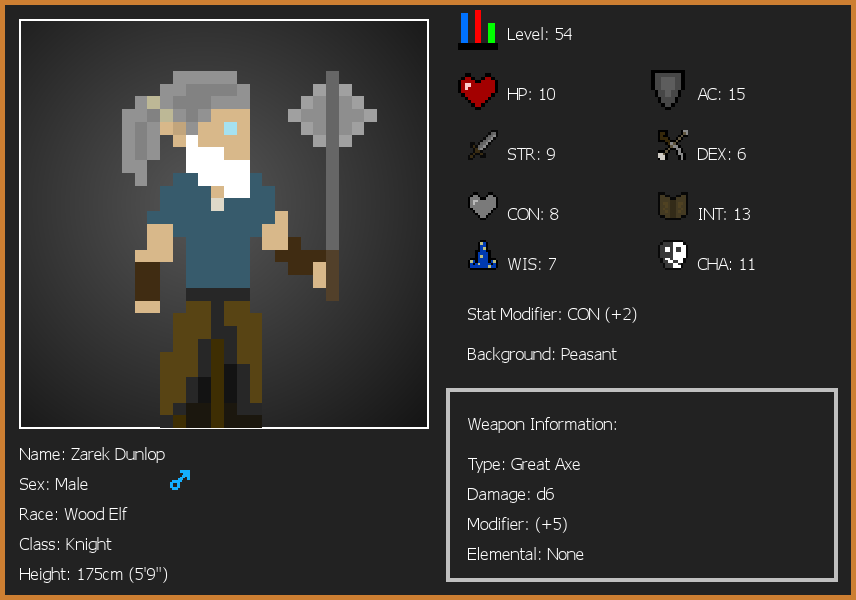 Level: 54
HP: 10
AC: 15
STR: 9
DEX: 6
CON: 8
INT: 13
WIS: 7
CHA: 11
Stat Modifier: CON (+2)
Background: Peasant
Weapon Information:
Type: Great Axe
Damage: d6
Modifier: (+5)
Elemental: None
Name: Zarek Dunlop
Sex: Male
Race: Wood Elf
Class: Knight
Height: 175cm (5'9")